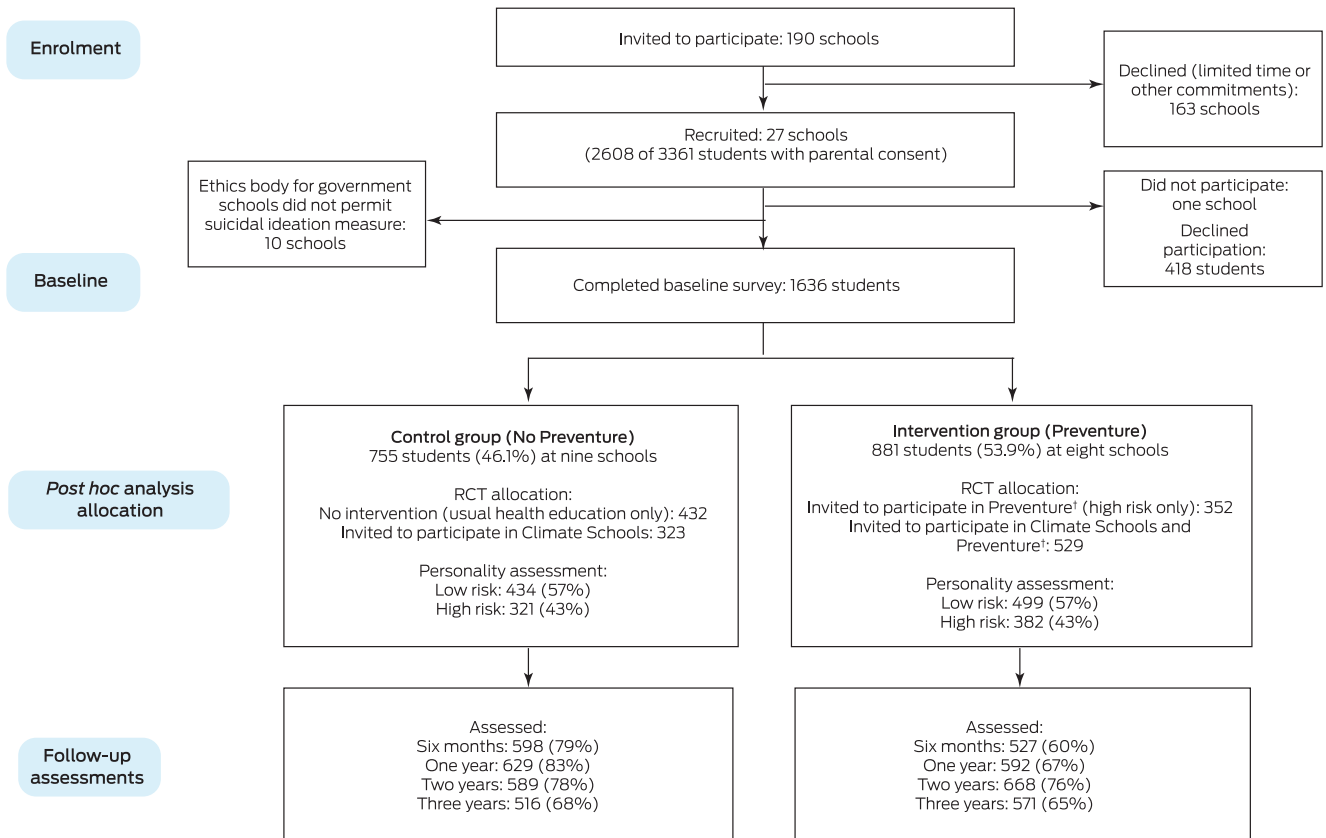 Enrolment
Invited to participate: 190 schools
Declined (limited time or
other commitments):
163 schools
Recruited: 27 schools
(2608 of 3361 students with parental consent)
Ethics body for government
schools did not permit
suicidal ideation measure:
10 schools
Did not participate:
one school
Declined
participation:
418 students
Baseline
Completed baseline survey: 1636 students
Post hoc analysis
allocation
Control group (No Preventure)
755 students (46.1%) at nine schools
RCT allocation:
No intervention (usual health education only): 432
Invited to participate in Climate Schools: 323
Personality assessment:
Low risk: 434 (57%)
High risk: 321 (43%)
Intervention group (Preventure)
881 students (53.9%) at eight schools
RCT allocation:
Invited to participate in Preventure† (high risk only): 352
Invited to participate in Climate Schools and
Preventure†: 529
Personality assessment:
Low risk: 499 (57%)
High risk: 382 (43%)
Follow-up
assessments
Assessed:
Six months: 598 (79%)
One year: 629 (83%)
Two years: 589 (78%)
Three years: 516 (68%)
Assessed:
Six months: 527 (60%)
One year: 592 (67%)
Two years: 668 (76%)
Three years: 571 (65%)